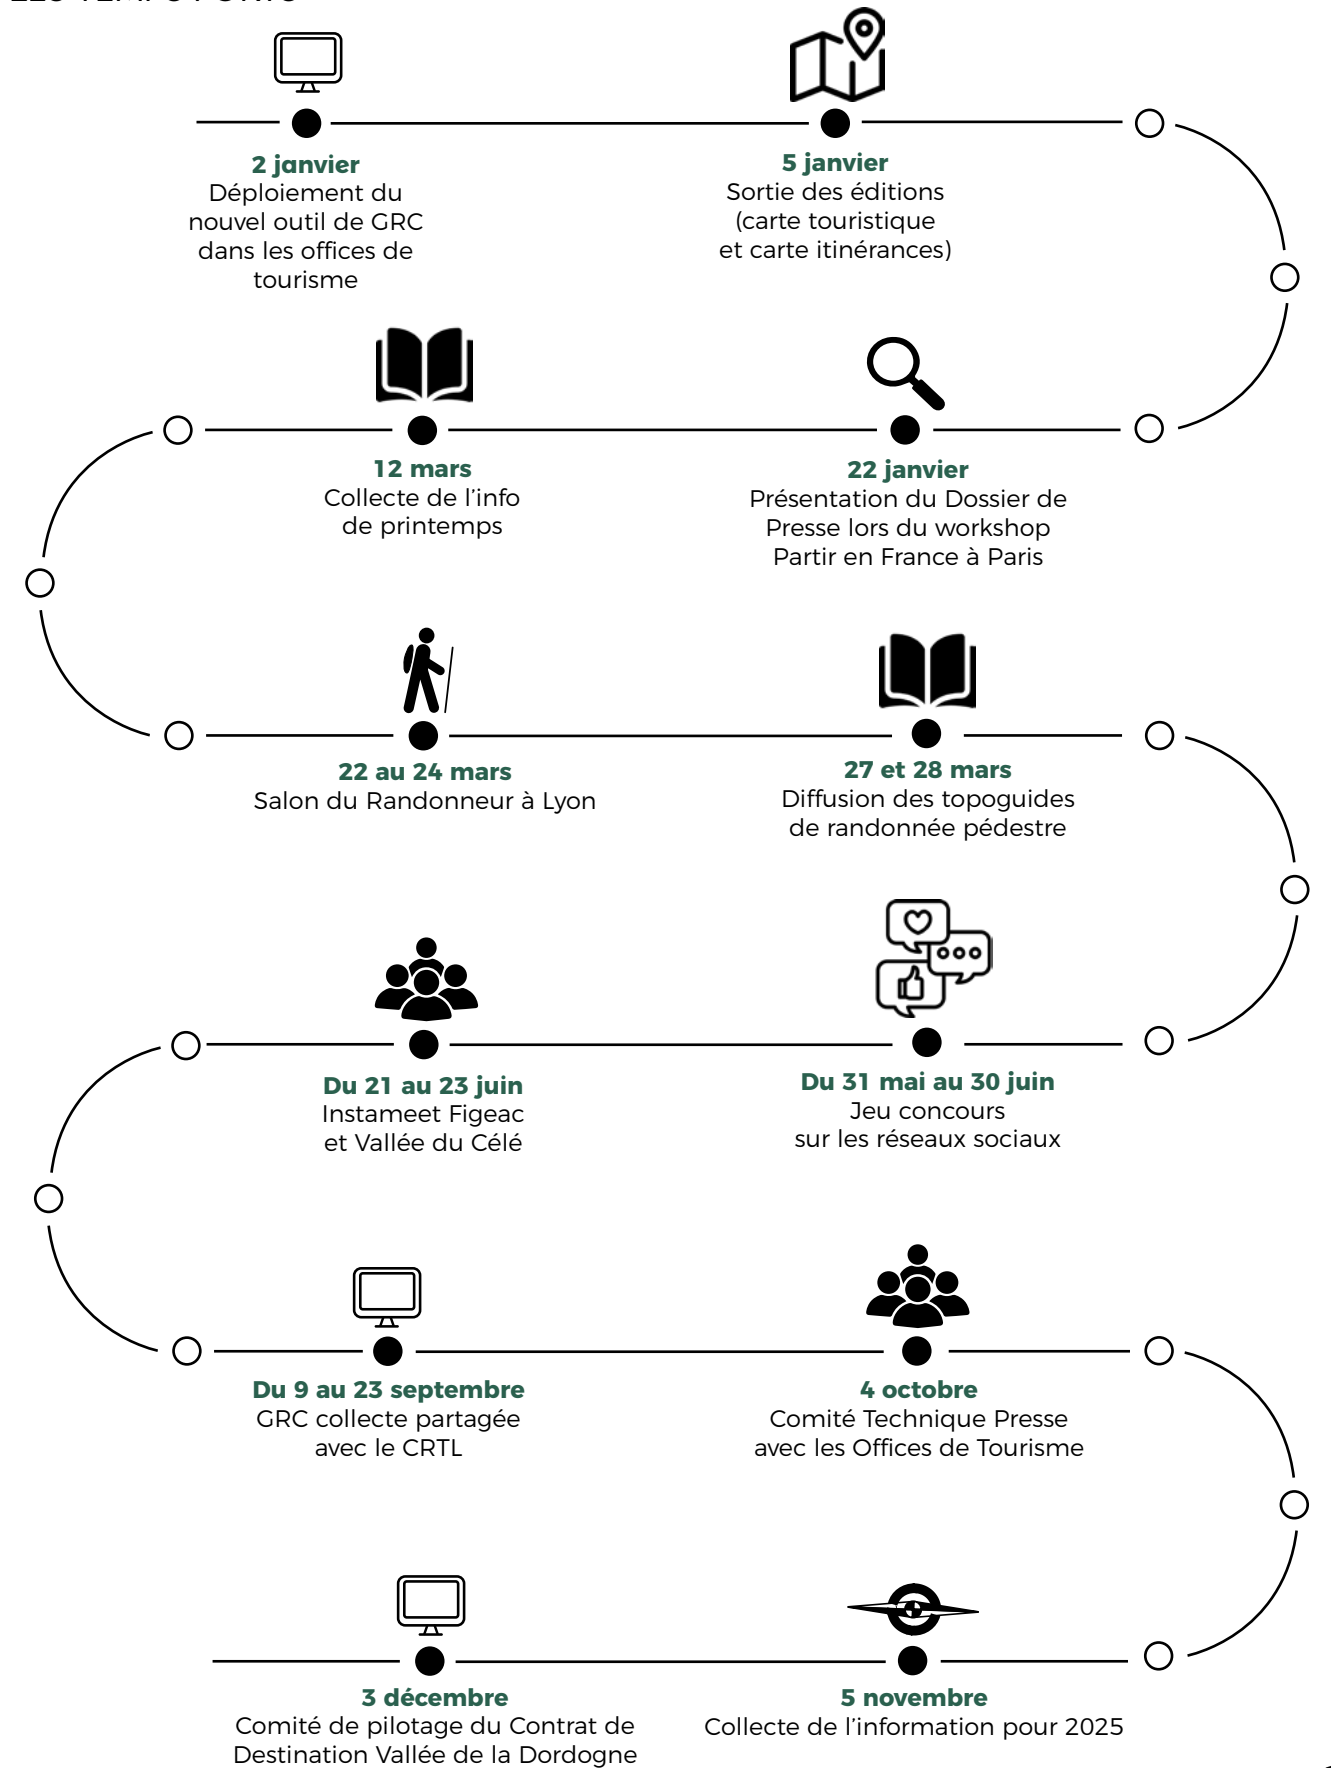 2 janvier
Déploiement du
nouvel outil de GRC
dans les offices de
tourisme
5 janvier
Sortie des éditions
(carte touristique
et carte itinérances)
22 janvier
Présentation du Dossier de
Presse lors du workshop
Partir en France à Paris
12 mars
Collecte de l'info
de printemps
22 au 24 mars
Salon du Randonneur à Lyon
27 et 28 mars
Diffusion des topoguides
de randonnée pédestre
Du 31 mai au 30 juin
Jeu concours
sur les réseaux sociaux
Du 21 au 23 juin
Instameet Figeac
et Vallée du Célé
Du 9 au 23 septembre
GRC collecte partagée
avec le CRTL
4 octobre
Comité Technique Presse
avec les Offices de Tourisme
5 novembre
Collecte de l'information pour 2025
3 décembre
Comité de pilotage du Contrat de
Destination Vallée de la Dordogne